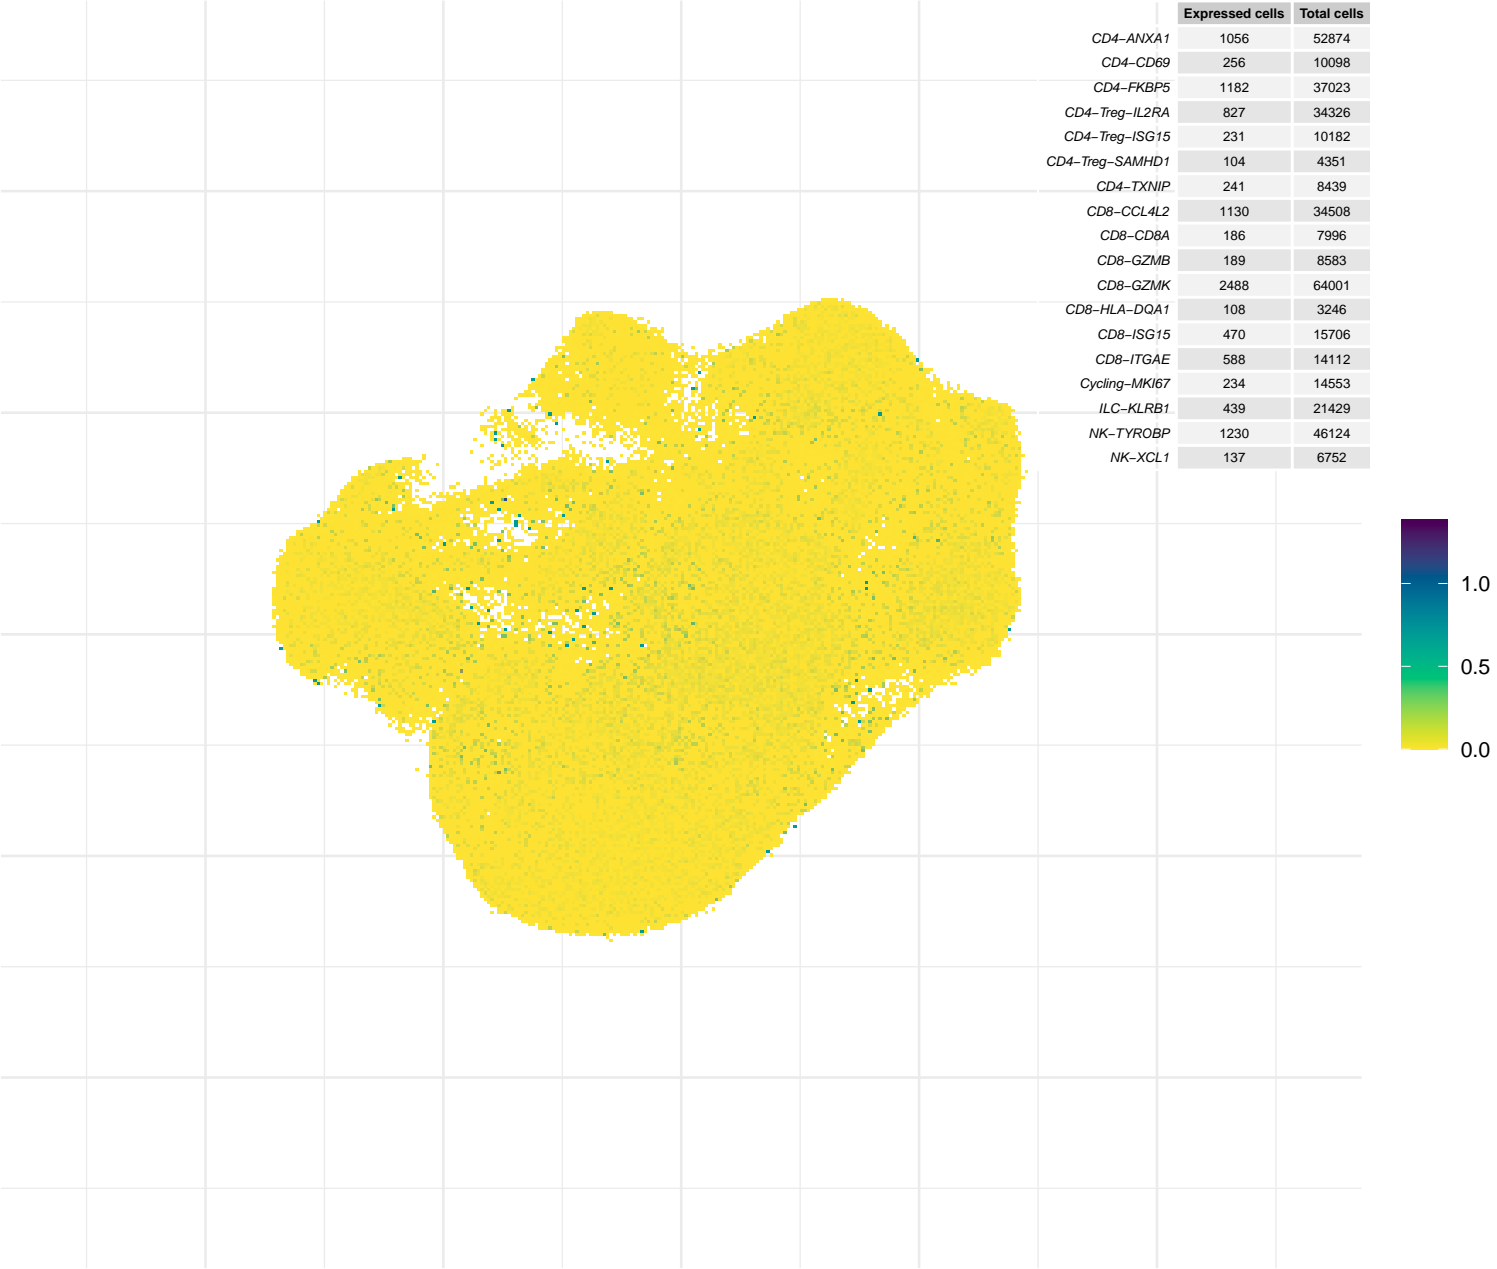 Expressed cells Total cells
CD4−ANXA1 1056 52874
CD4−CD69 256 10098
CD4−FKBP5 1182 37023
CD4−Treg−IL2RA 827 34326
CD4−Treg−ISG15 231 10182
CD4−Treg−SAMHD1 104 4351
CD4−TXNIP 241 8439
CD8−CCL4L2 1130 34508
CD8−CD8A 186 7996
CD8−GZMB 189 8583
CD8−GZMK 2488 64001
CD8−HLA−DQA1 108 3246
CD8−ISG15 470 15706
CD8−ITGAE 588 14112
Cycling−MKI67 234 14553
ILC−KLRB1 439 21429
NK−TYROBP 1230 46124
NK−XCL1 137 6752
1.0
0.5
0.0